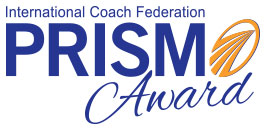 International Coach Federation
PRISM
Award